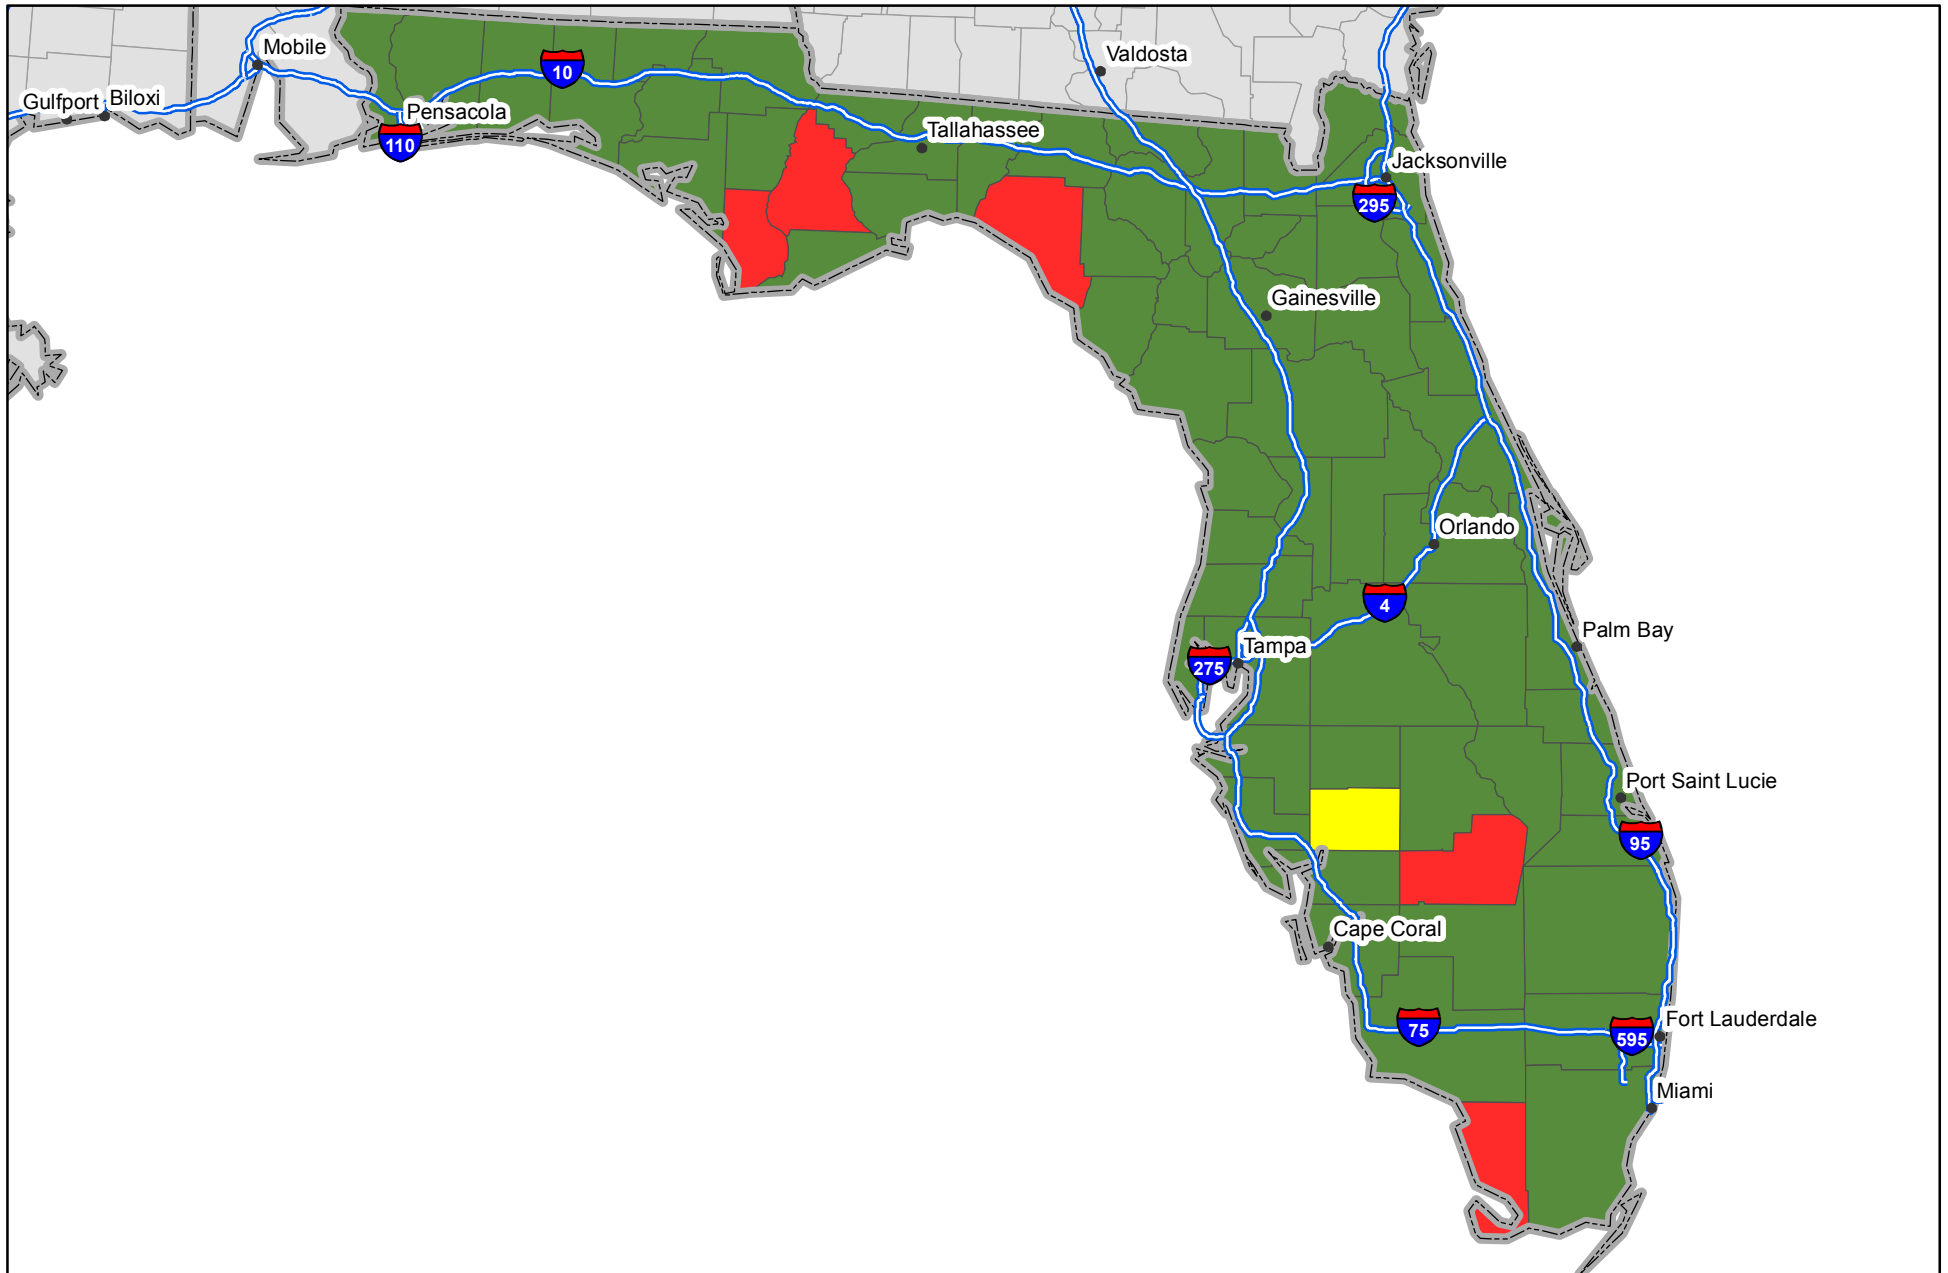 Mobile
Valdosta
10
Gulfport
Biloxi
Pensacola
110
Tallahassee
Jacksonville
295
Gainesville
Orlando
4
Palm Bay
Tampa
275
Port Saint Lucie
95
Cape Coral
75
Fort Lauderdale
595
Miami